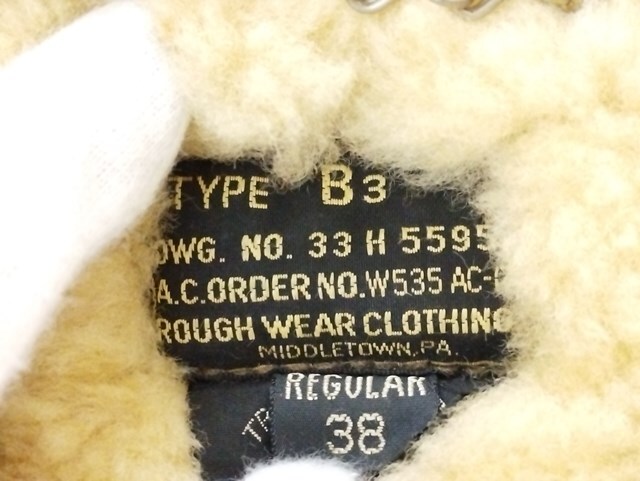 TYPE B3
DWG. NO. 33 H 5595
A.C.ORDER NO.W535 AC-
ROUGH WEAR CLOTHING
MIDDLETOWN, PA.
REGULAR
38